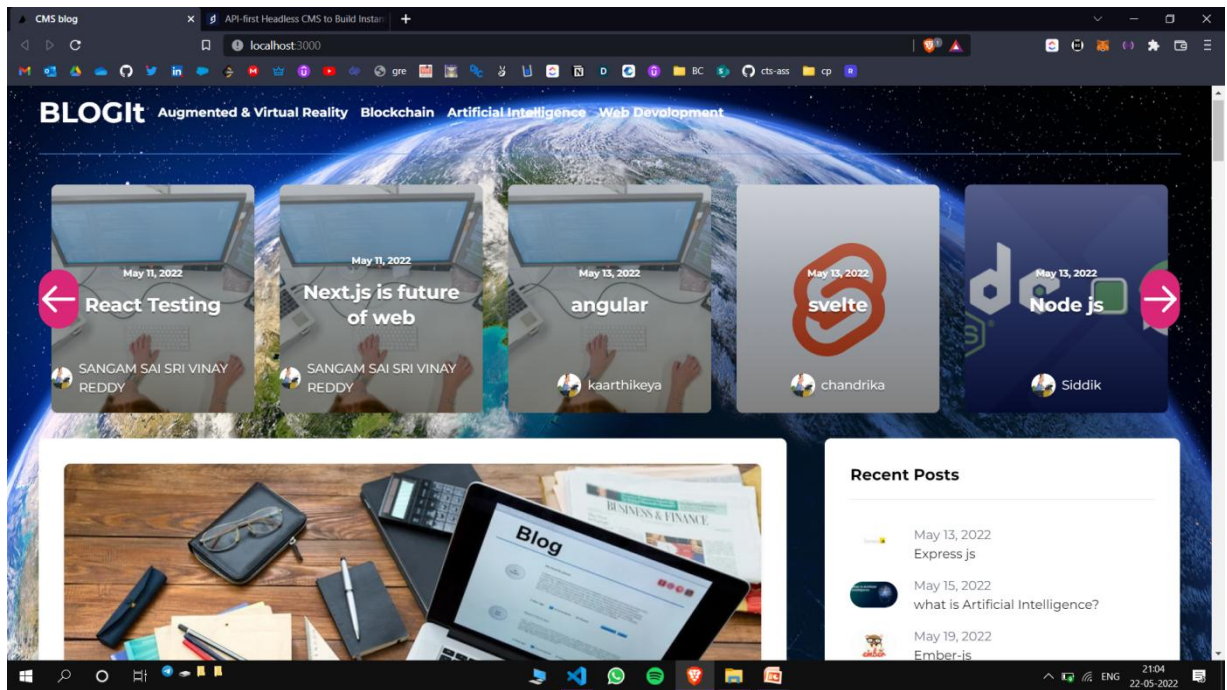 CMS blog
API-first Headless CMS to Build Instan
localhost:3000
gre
BC
cts-ass
cp
BLOGIt
Augmented & Virtual Reality Blockchain Artificial Intelligence Web Devolopment
May 11, 2022
React Testing
SANGAM SAI SRI VINAY
REDDY
May 11, 2022
Next.js is future
of web
SANGAM SAI SRI VINAY
REDDY
May 13, 2022
angular
kaarthikeya
May 13, 2022
svelte
chandrika
May 13, 2022
Node js
Siddik
BUSINESS & FINANCE
Blog
Recent Posts
May 13, 2022
Express js
May 15, 2022
what is Artificial Intelligence?
May 19, 2022
Ember-js
ENG
21:04
22-05-2022